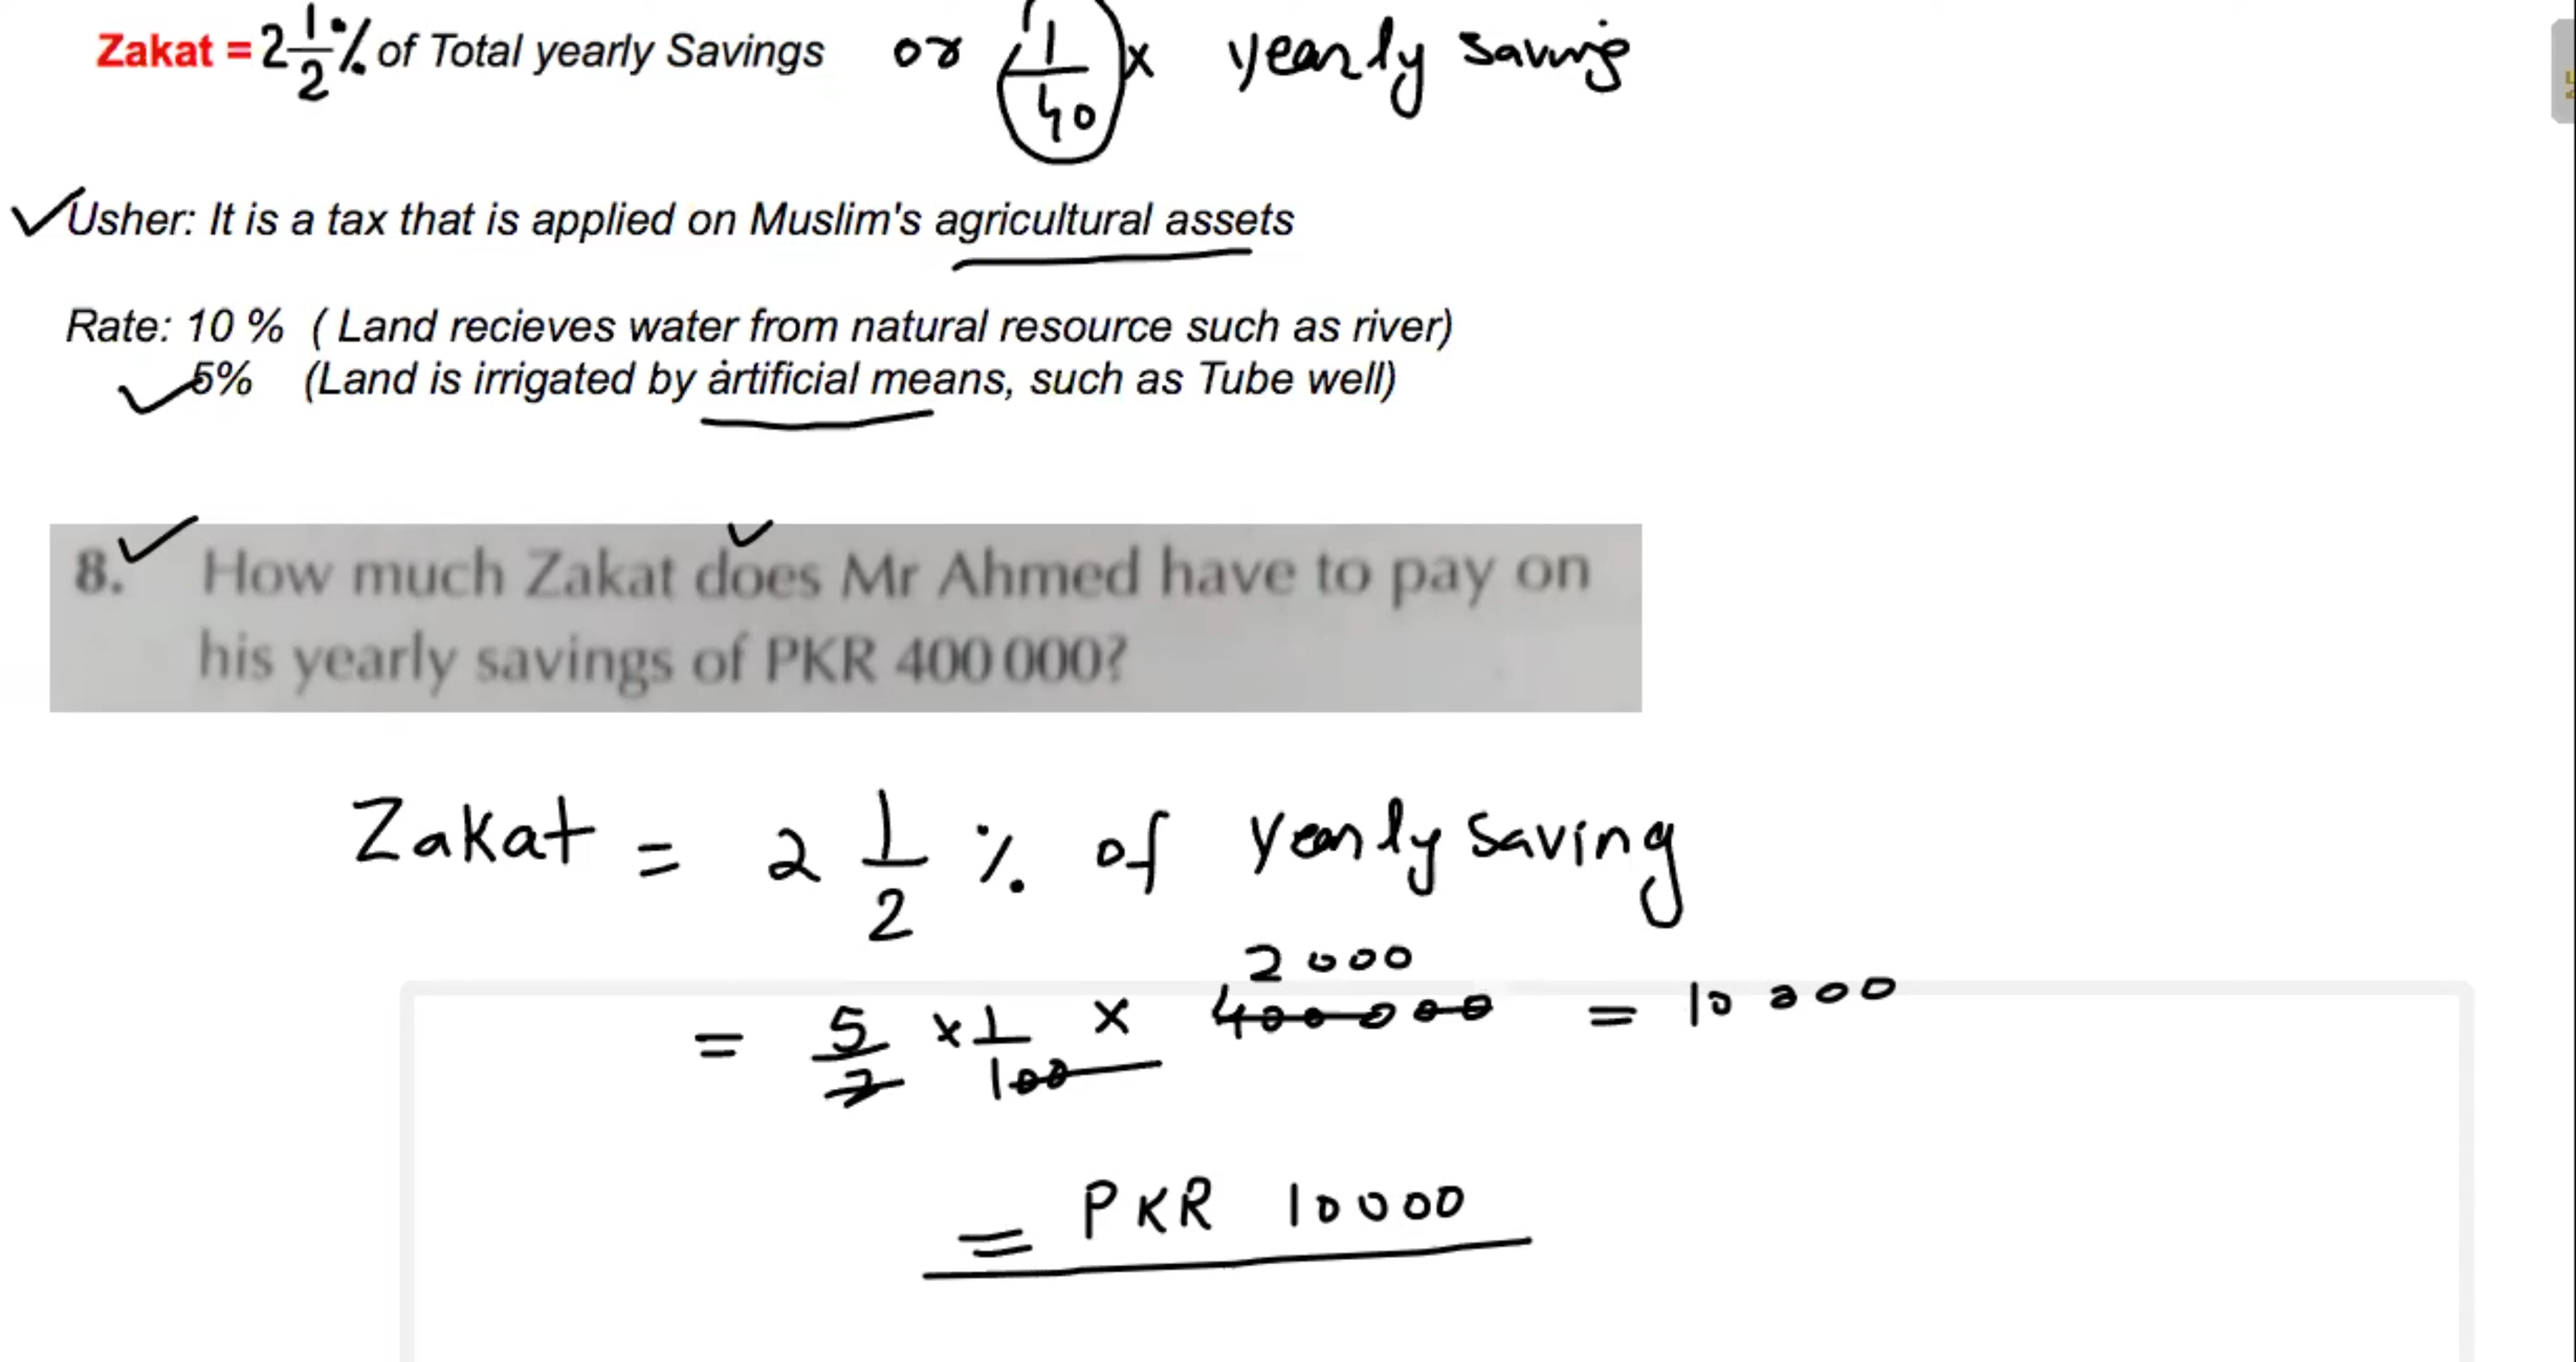 Zakat = 2 1/2 % of Total yearly Savings or 1/40 x yearly saving
Usher: It is a tax that is applied on Muslim's agricultural assets
Rate: 10 % ( Land recieves water from natural resource such as river)
5% (Land is irrigated by artificial means, such as Tube well)
8. How much Zakat does Mr Ahmed have to pay on
his yearly savings of PKR 400 000?
Zakat = 2 1/2 % of yearly saving
2000
= 5/2 x 1/100 x 400000 = 10000
= PKR 10000